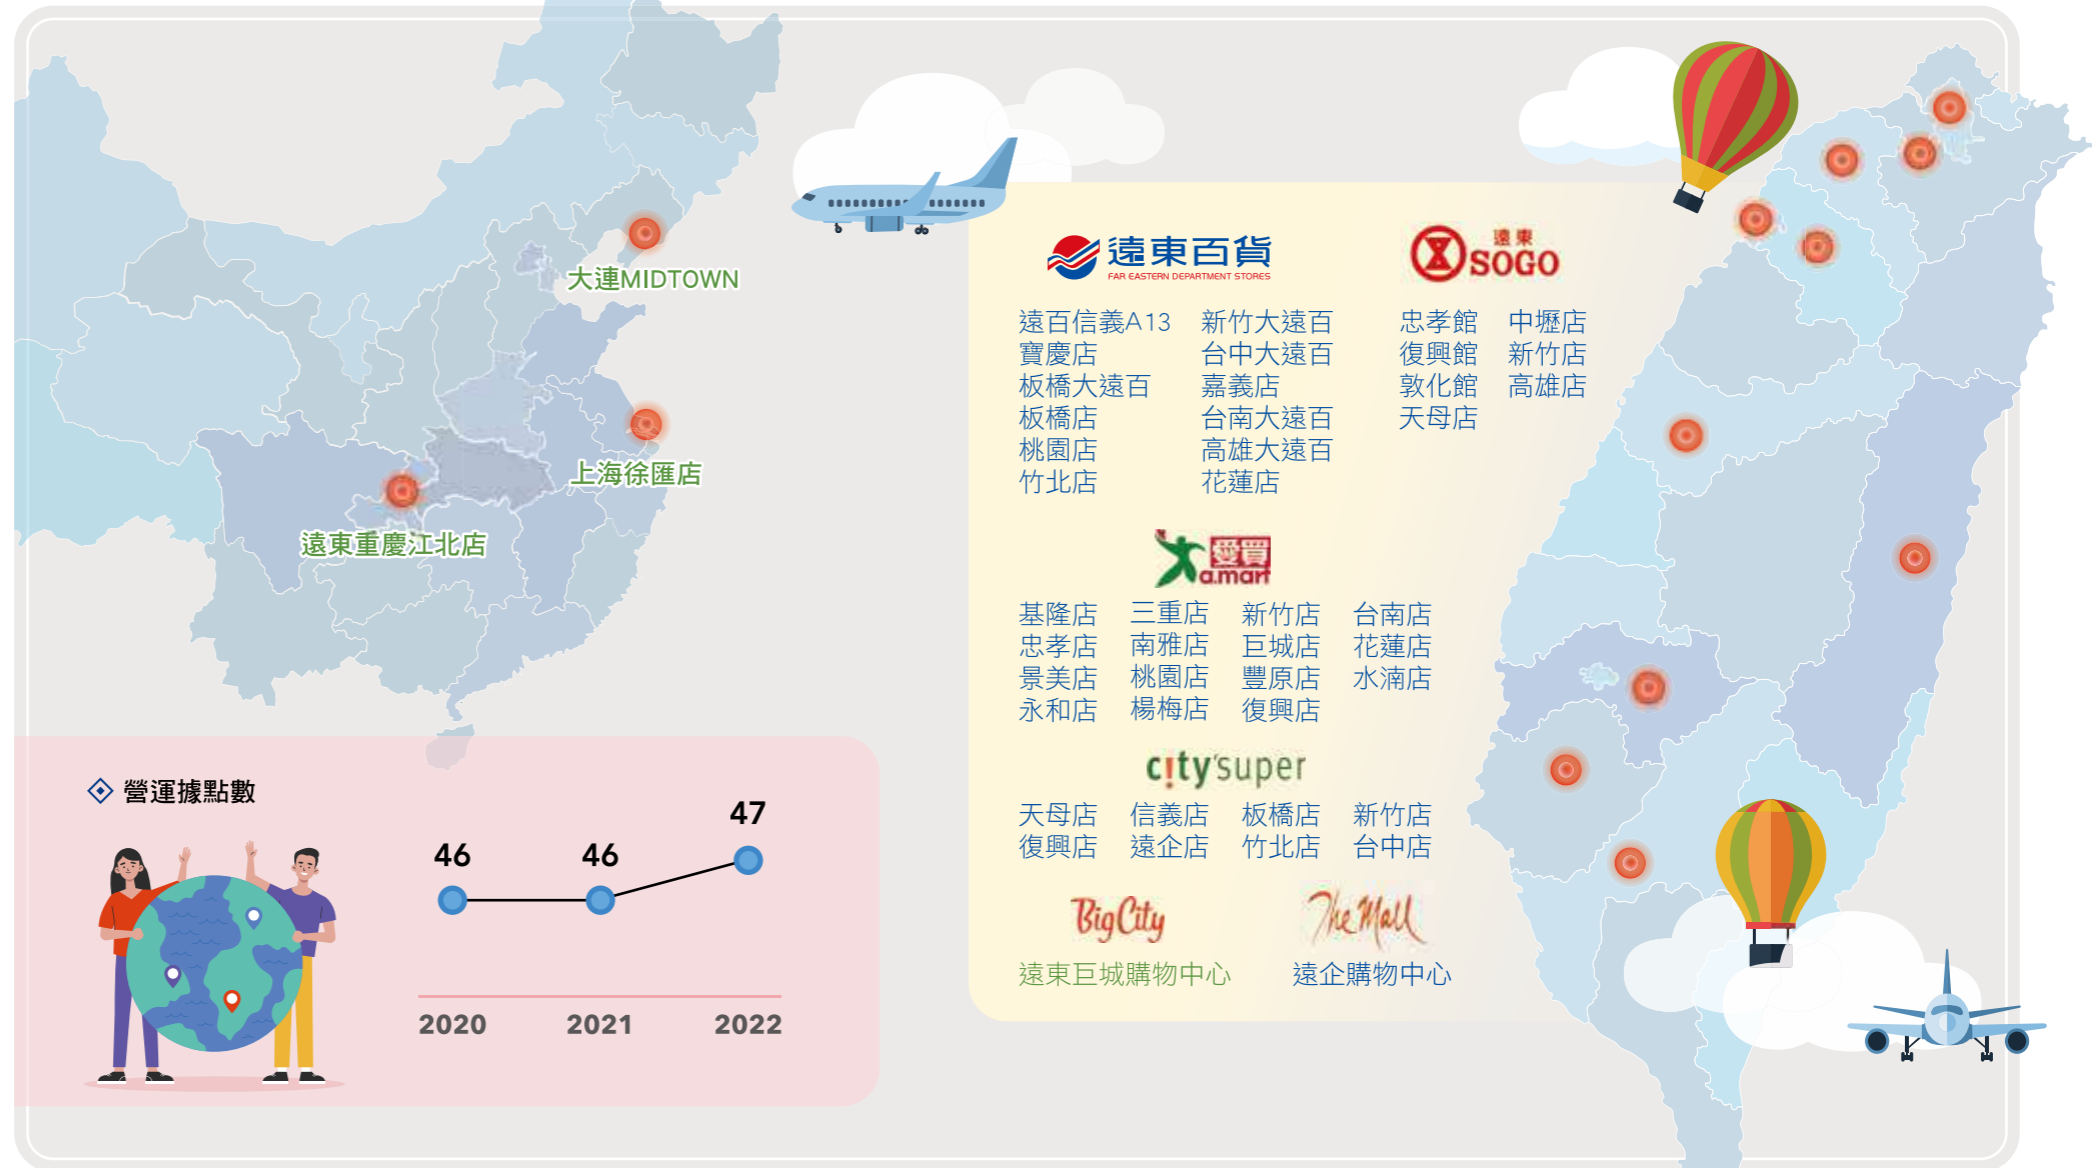 大連MIDTOWN
上海徐匯店
遠東重慶江北店
營運據點數
46 46 47
2020 2021 2022
遠東百貨
FAR EASTERN DEPARTMENT STORES
遠百信義A13 新竹大遠百
寶慶店 台中大遠百
板橋大遠百 嘉義店
板橋店 台南大遠百
桃園店 高雄大遠百
竹北店 花蓮店
遠東
SOGO
忠孝館 中壢店
復興館 新竹店
敦化館 高雄店
天母店
愛買
a.mart
基隆店 三重店 新竹店 台南店
忠孝店 南雅店 巨城店 花蓮店
景美店 桃園店 豐原店 水湳店
永和店 楊梅店 復興店
c!ty'super
天母店 信義店 板橋店 新竹店
復興店 遠企店 竹北店 台中店
Big City
遠東巨城購物中心
The Mall
遠企購物中心